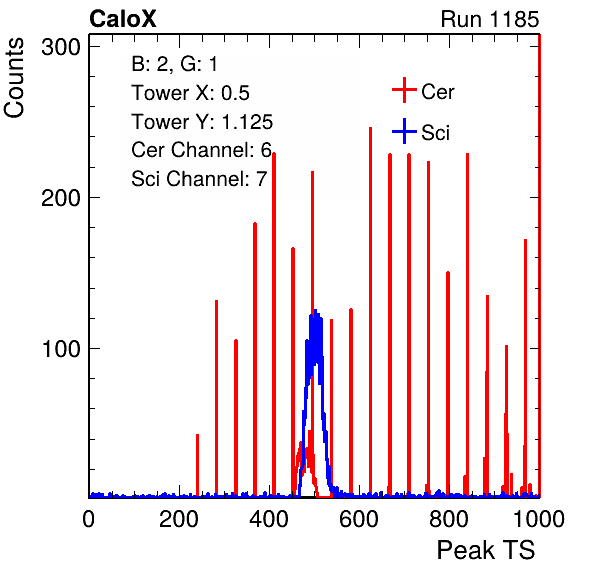 CaloX Run 1185
Counts
300
200
100
B: 2, G: 1
Tower X: 0.5
Tower Y: 1.125
Cer Channel: 6
Sci Channel: 7
Cer
Sci
0 200 400 600 800 1000
Peak TS